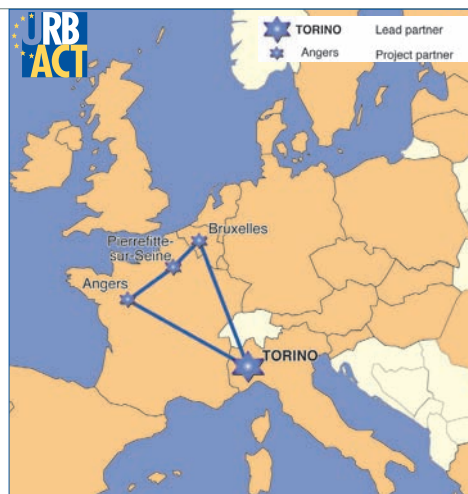 URB
ACT
TORINO Lead partner
Angers Project partner
Bruxelles
Pierrefitte-
sur-Seine
Angers
TORINO